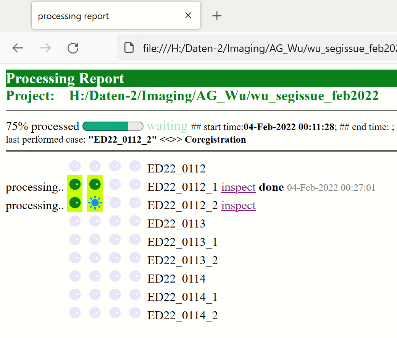 processing report
file:///H:/Daten-2/Imaging/AG_Wu/wu_segissue_feb202
Processing Report
Project: H:/Daten-2/Imaging/AG_Wu/wu_segissue_feb2022
75% processed waiting ## start time:04-Feb-2022 00:11:28; ## end time: ;
last performed case: "ED22_0112_2" <<>> Coregistration
ED22_0112
processing.. ED22_0112_1 inspect done 04-Feb-2022 00:27:01
processing.. ED22_0112_2 inspect
ED22_0113
ED22_0113_1
ED22_0113_2
ED22_0114
ED22_0114_1
ED22_0114_2